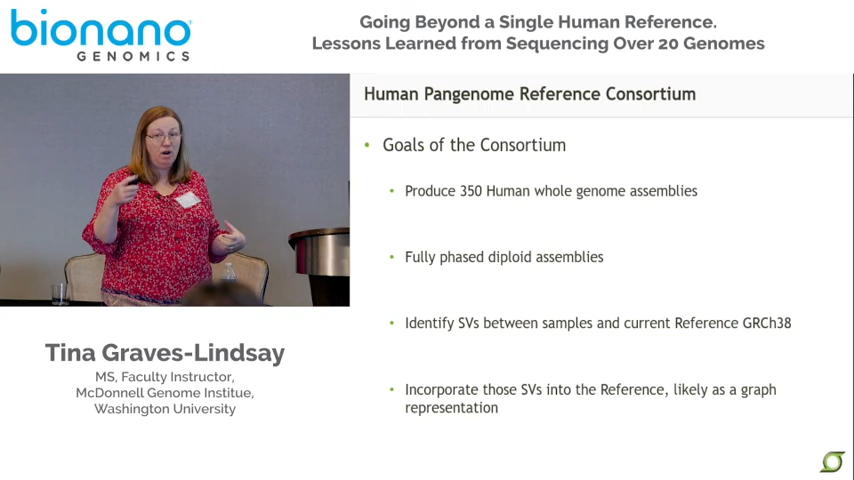 bionano
GENOMICS
Going Beyond a Single Human Reference.
Lessons Learned from Sequencing Over 20 Genomes
Human Pangenome Reference Consortium
• Goals of the Consortium
• Produce 350 Human whole genome assemblies
• Fully phased diploid assemblies
• Identify SVs between samples and current Reference GRCh38
• Incorporate those SVs into the Reference, likely as a graph
representation
Tina Graves-Lindsay
MS, Faculty Instructor,
McDonnell Genome Institue,
Washington University